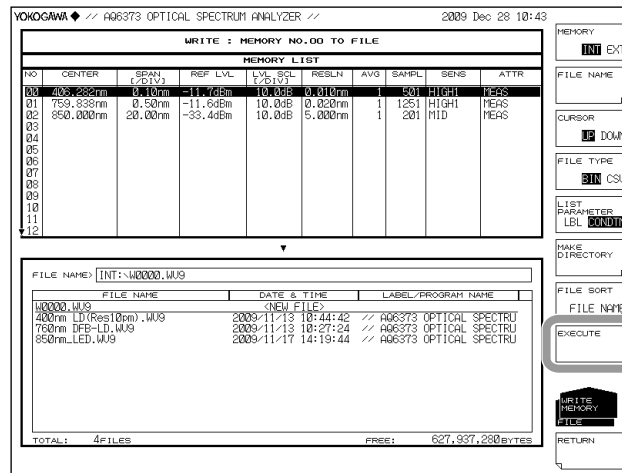 YOKOGAWA ◆ // AQ6373 OPTICAL SPECTRUM ANALYZER // 2009 Dec 28 10:43
WRITE : MEMORY NO.00 TO FILE
MEMORY LIST
NO CENTER SPAN [/DIV] REF LVL LVL SCL [/DIV] RESLN AVG SAMPL SENS ATTR
00 406.282nm 0.10nm -11.7dBm 10.0dB 0.010nm 1 501 HIGH1 MEAS
01 759.838nm 0.50nm -11.6dBm 10.0dB 0.020nm 1 1251 HIGH1 MEAS
02 850.000nm 20.00nm -33.4dBm 10.0dB 5.000nm 1 201 MID MEAS
03
04
05
06
07
08
09
10
11
▼12
▼
FILE NAME> INT:\W0000.WU9
FILE NAME DATE & TIME LABEL/PROGRAM NAME
W0000.WU9 <NEW FILE>
400nm LD(Res10pm).WU9 2009/11/13 10:44:42 // AQ6373 OPTICAL SPECTRU
760nm DFB-LD.WU9 2009/11/13 10:27:24 // AQ6373 OPTICAL SPECTRU
850nm_LED.WU9 2009/11/17 14:19:44 // AQ6373 OPTICAL SPECTRU
TOTAL: 4FILES FREE: 627,937,280BYTES
MEMORY
INT EXT
FILE NAME
CURSOR
UP DOWN
FILE TYPE
BIN CSV
LIST
PARAMETER
LBL CONDTN
MAKE
DIRECTORY
FILE SORT
FILE NAME
EXECUTE
WRITE
MEMORY
FILE
RETURN